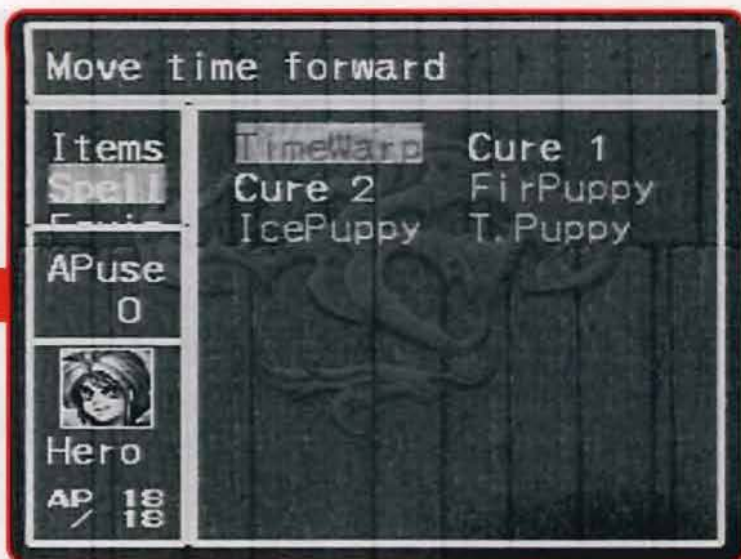 Move time forward
Items
Spell
TimeWarp Cure 1
Cure 2 FirPuppy
IcePuppy T.Puppy
APuse
0
Hero
AP 18
/ 18